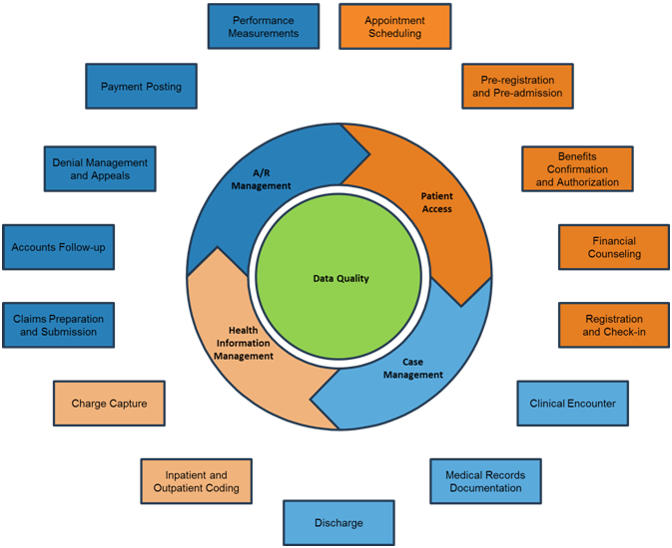 Performance
Measurements
Appointment
Scheduling
Payment Posting
Pre-registration
and Pre-admission
Denial Management
and Appeals
A/R
Management
Patient
Access
Benefits
Confirmation
and Authorization
Accounts Follow-up
Data Quality
Financial
Counseling
Claims Preparation
and Submission
Health
Information
Management
Case
Management
Registration
and Check-in
Charge Capture
Clinical Encounter
Inpatient and
Outpatient Coding
Medical Records
Documentation
Discharge